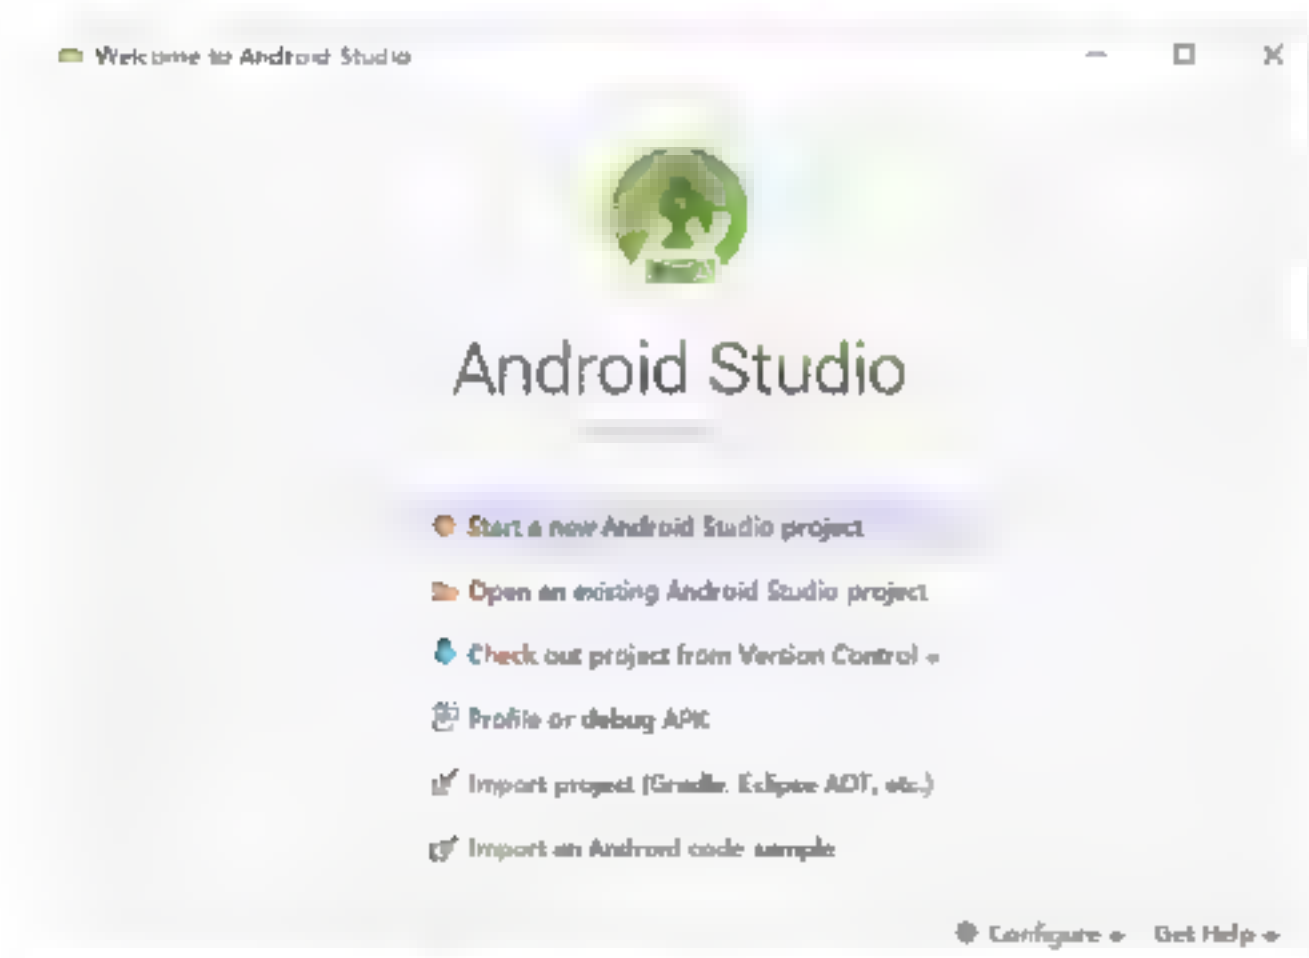 Welcome to Android Studio
Android Studio
Start a new Android Studio project
Open an existing Android Studio project
Check out project from Version Control
Profile or debug APK
Import project (Gradle, Eclipse ADT, etc.)
Import an Android code sample
Configure Get Help